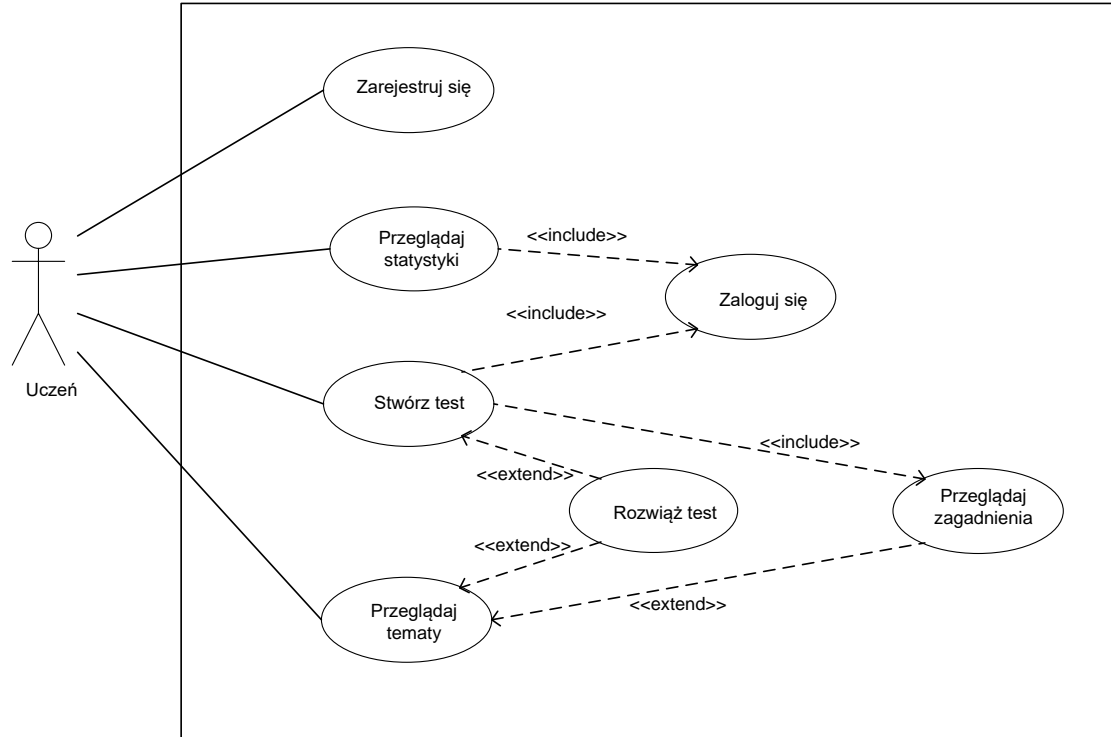 Zarejestruj się
Przeglądaj
statystyki
<<include>>
Zaloguj się
<<include>>
Uczeń
Stwórz test
<<include>>
<<extend>>
Rozwiąż test
Przeglądaj
zagadnienia
<<extend>>
<<extend>>
Przeglądaj
tematy